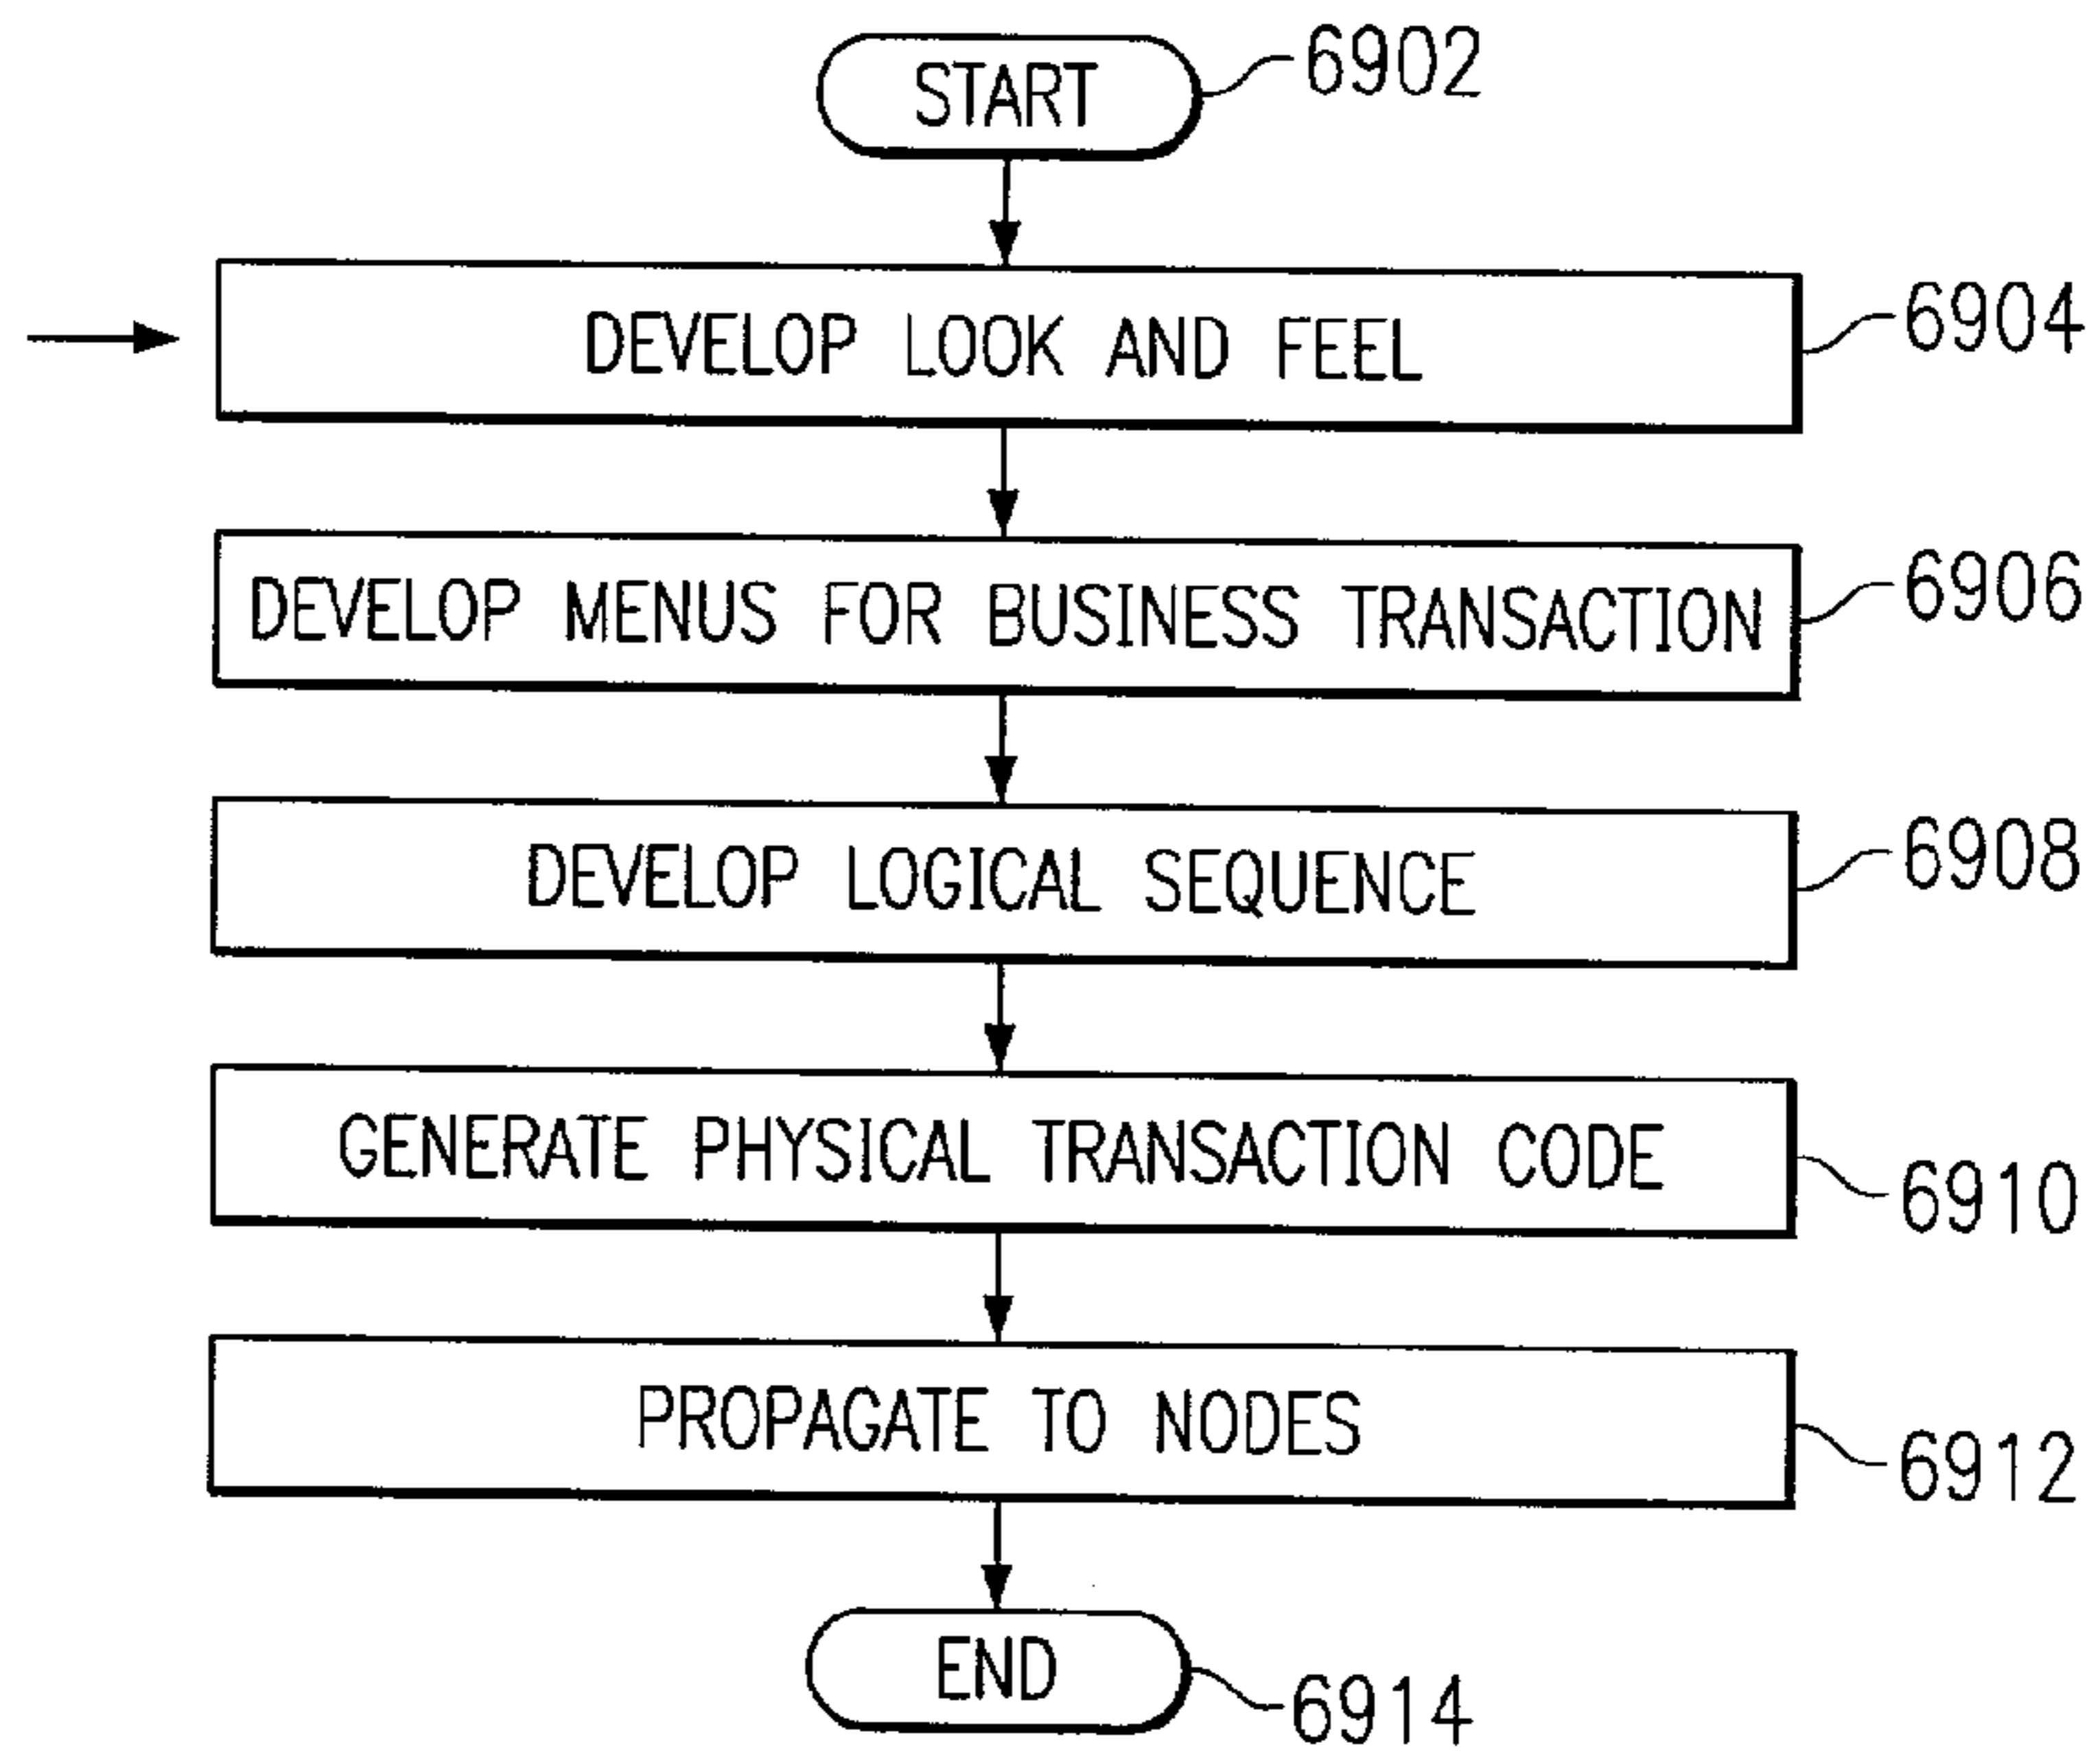 START
6902
DEVELOP LOOK AND FEEL
6904
DEVELOP MENUS FOR BUSINESS TRANSACTION
6906
DEVELOP LOGICAL SEQUENCE
6908
GENERATE PHYSICAL TRANSACTION CODE
6910
PROPAGATE TO NODES
6912
END
6914